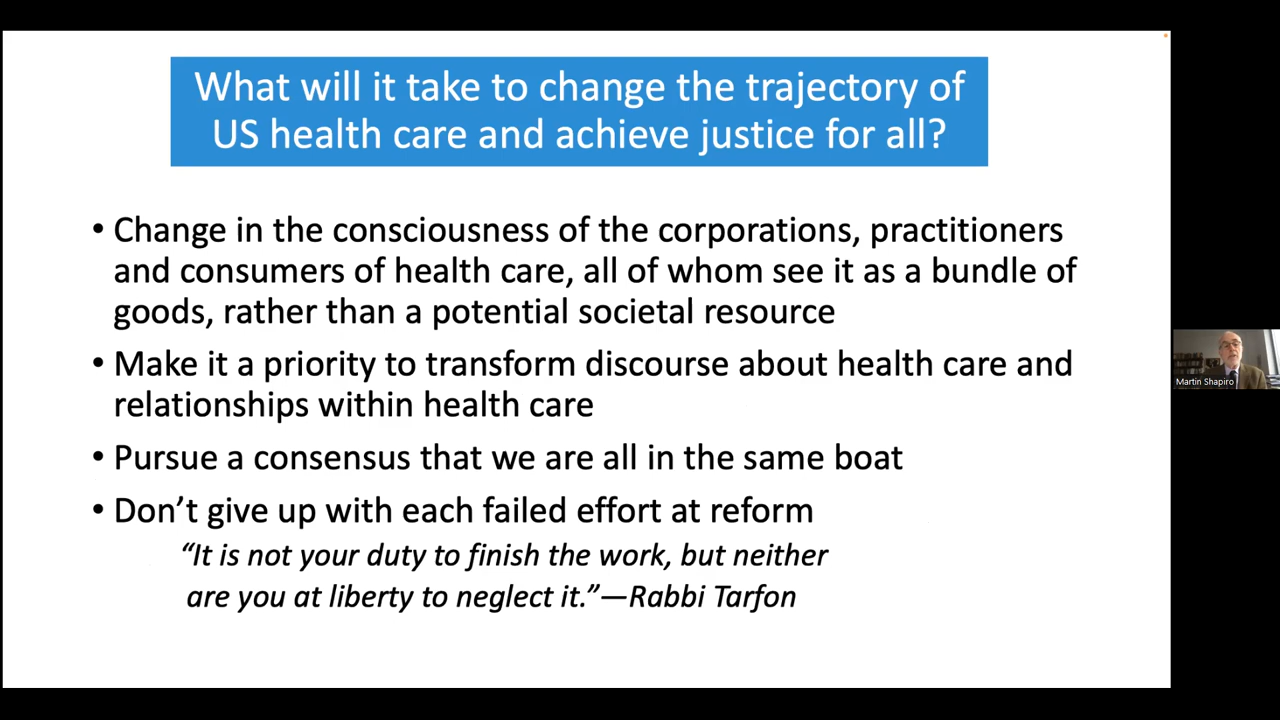 What will it take to change the trajectory of
US health care and achieve justice for all?
• Change in the consciousness of the corporations, practitioners
and consumers of health care, all of whom see it as a bundle of
goods, rather than a potential societal resource
• Make it a priority to transform discourse about health care and
relationships within health care
• Pursue a consensus that we are all in the same boat
• Don’t give up with each failed effort at reform
“It is not your duty to finish the work, but neither
are you at liberty to neglect it.”—Rabbi Tarfon
Martin Shapiro